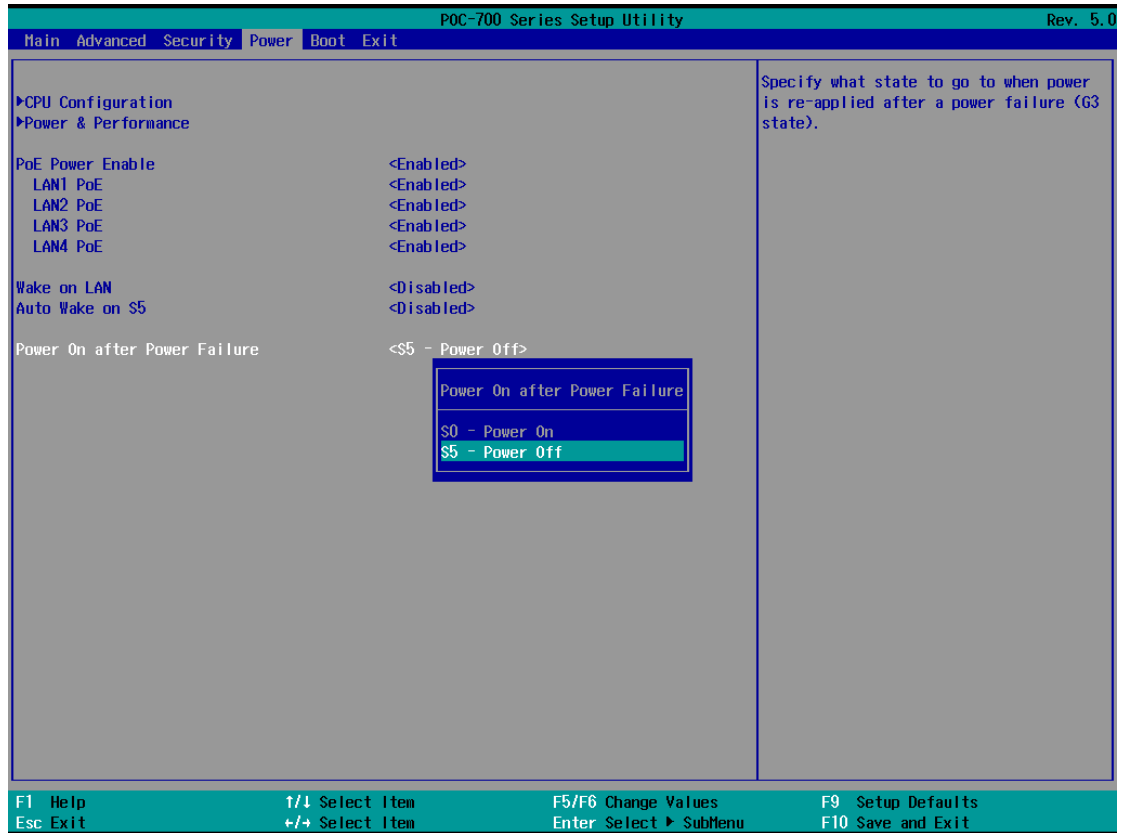 POC-700 Series Setup Utility Rev. 5.0
Main Advanced Security Power Boot Exit
▶CPU Configuration
▶Power & Performance
PoE Power Enable <Enabled>
LAN1 PoE <Enabled>
LAN2 PoE <Enabled>
LAN3 PoE <Enabled>
LAN4 PoE <Enabled>
Wake on LAN <Disabled>
Auto Wake on S5 <Disabled>
Power On after Power Failure <S5 - Power Off>
Power On after Power Failure
S0 - Power On
S5 - Power Off
Specify what state to go to when power
is re-applied after a power failure (G3
state).
F1 Help ↑/↓ Select Item F5/F6 Change Values F9 Setup Defaults
Esc Exit ←/→ Select Item Enter Select ▶ SubMenu F10 Save and Exit